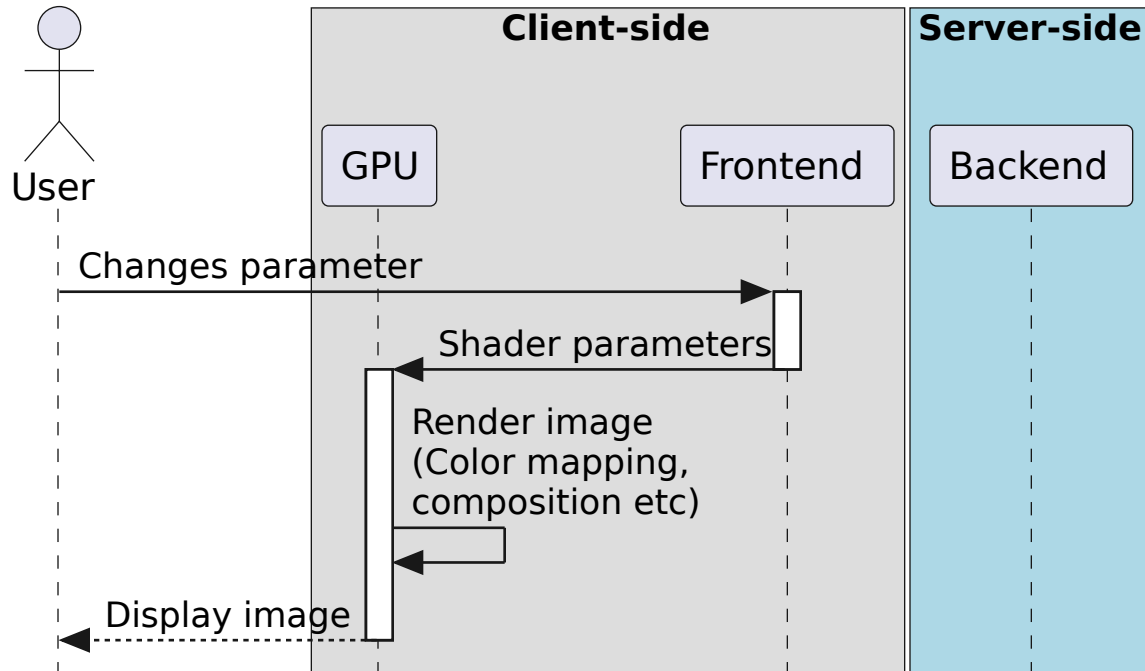 Client-side
Server-side
User
GPU
Frontend
Backend
Changes parameter
Shader parameters
Render image
(Color mapping,
composition etc)
Display image